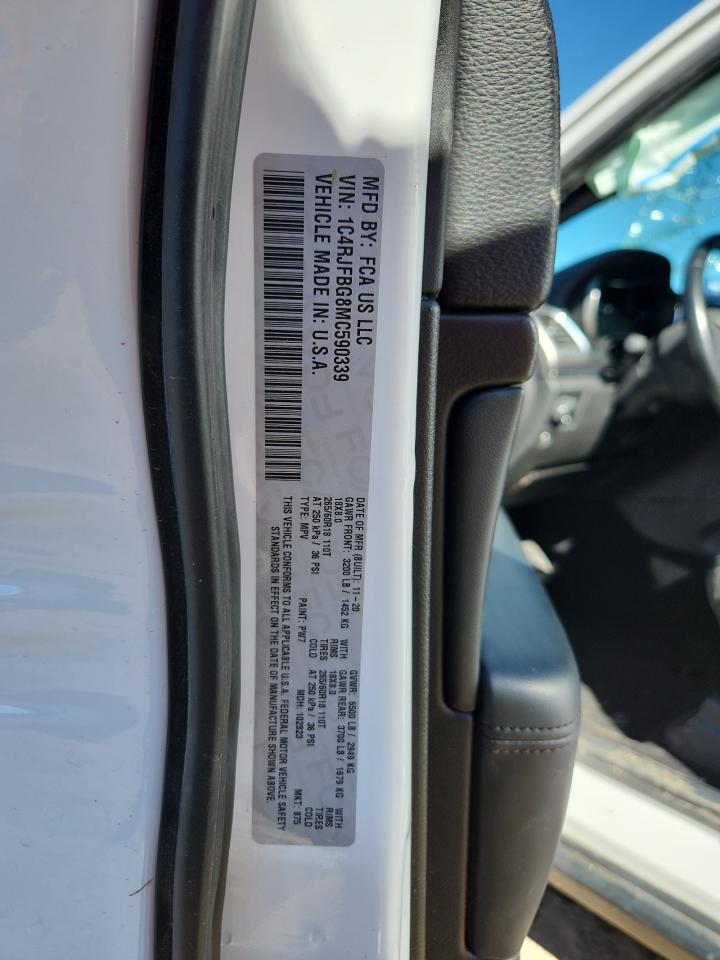 MFD BY: FCA US LLC
VIN: 1C4RJFBG8MC590339
VEHICLE MADE IN: U.S.A.
DATE OF MFR (BUILT): 11-20 GVWR: 6500 LB / 2949 KG
GAWR FRONT: 3200 LB / 1452 KG WITH GAWR REAR: 3700 LB / 1679 KG WITH
18X8.0 RIMS 18X8.0 RIMS
265/60R18 110T TIRES 265/60R18 110T TIRES
AT 250 kPa / 36 PSI COLD AT 250 kPa / 36 PSI COLD
TYPE: MPV PAINT: PW7 MDH: 102823 MKT: 875
THIS VEHICLE CONFORMS TO ALL APPLICABLE U.S.A. FEDERAL MOTOR VEHICLE SAFETY
STANDARDS IN EFFECT ON THE DATE OF MANUFACTURE SHOWN ABOVE.